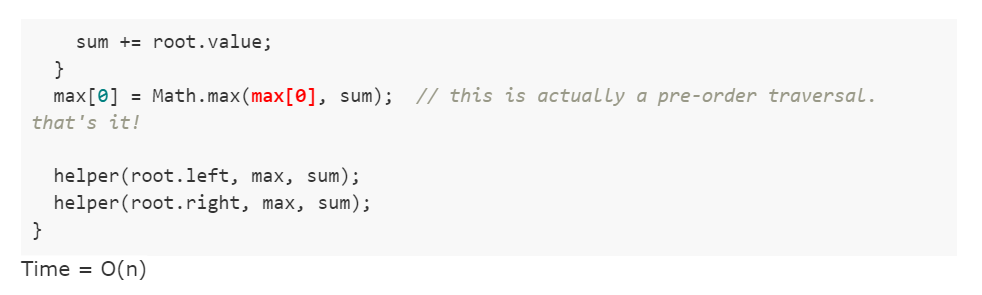 sum += root.value;
}
max[0] = Math.max(max[0], sum);  // this is actually a pre-order traversal.
that's it!
helper(root.left, max, sum);
helper(root.right, max, sum);
}
Time = O(n)